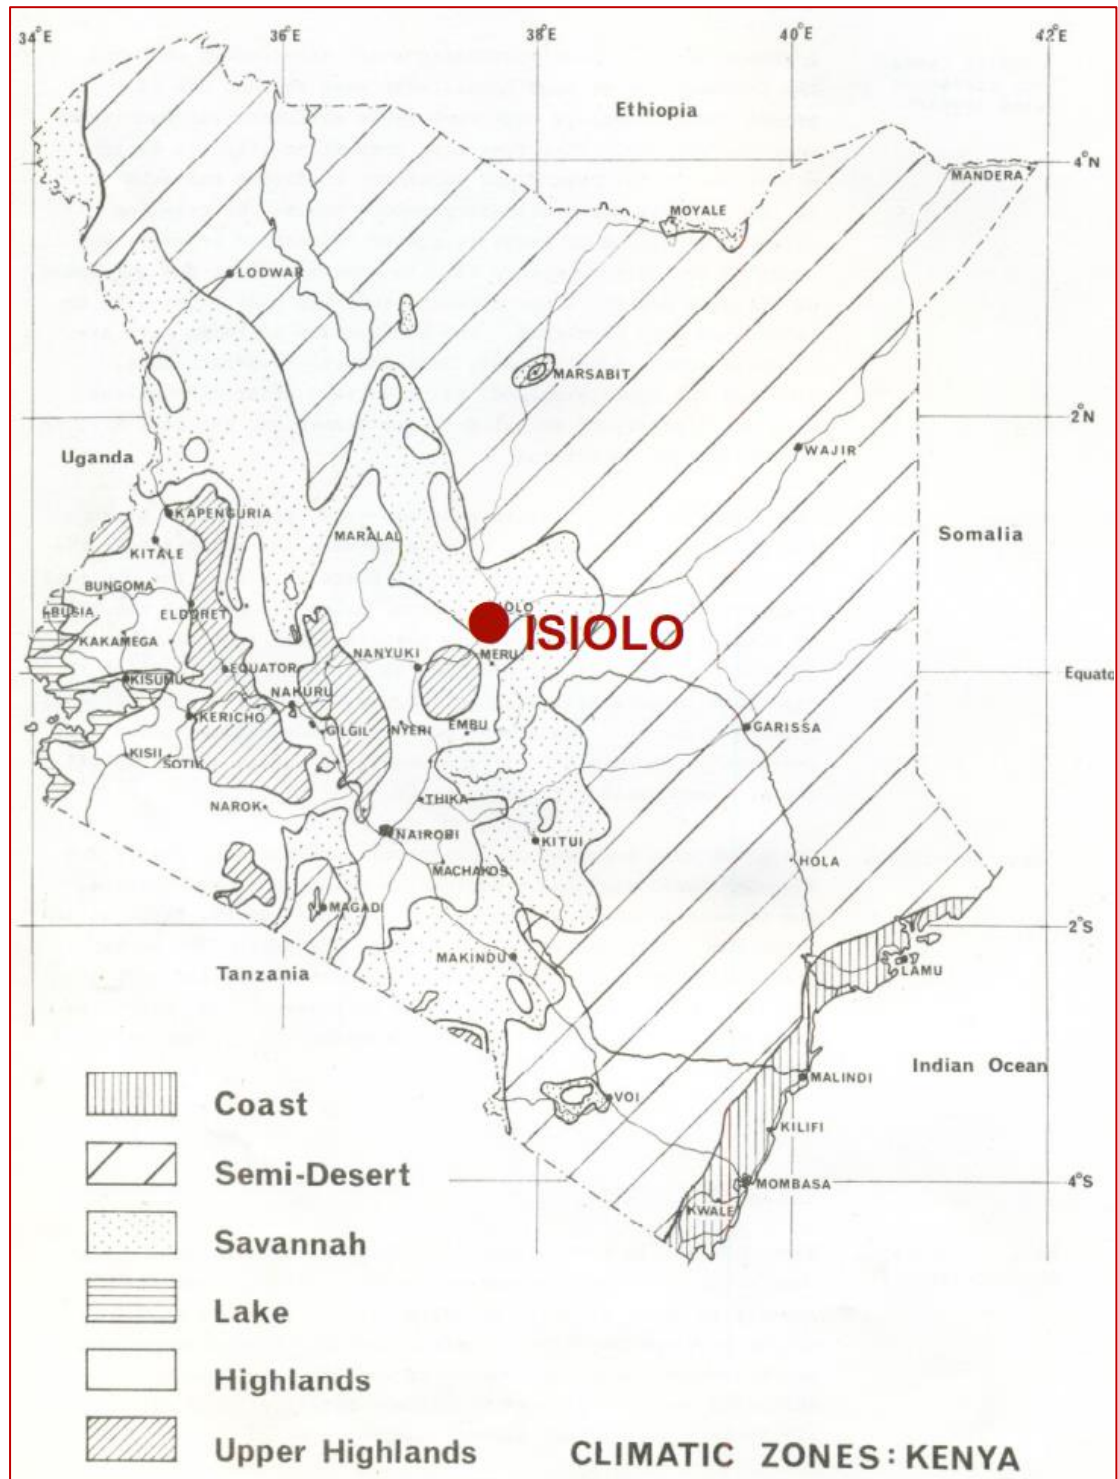 34°E 36°E 38°E 40°E 42°E
Ethiopia
4°N
MANDERA
MOYALE
LODWAR
MARSABIT
2°N
WAJIR
Uganda
KAPENGURIA
Somalia
MARALAL
KITALE
BUNGOMA
BUSIA
ELDORET
IOLO
ISIOLO
KAKAMEGA
NANYUKI
MERU
EQUATOR
KISUMU
Equato
NAKURU
KERICHO
GILGIL
NYERI
EMBU
GARISSA
KISII
SOTIK
NAROK
THIKA
NAIROBI
KITUI
MACHAKOS
HOLA
MAGADI
2°S
MAKINDU
Tanzania
LAMU
Indian Ocean
MALINDI
VOI
KILIFI
MOMBASA
4°S
KWALE
Coast
Semi-Desert
Savannah
Lake
Highlands
Upper Highlands
CLIMATIC ZONES: KENYA